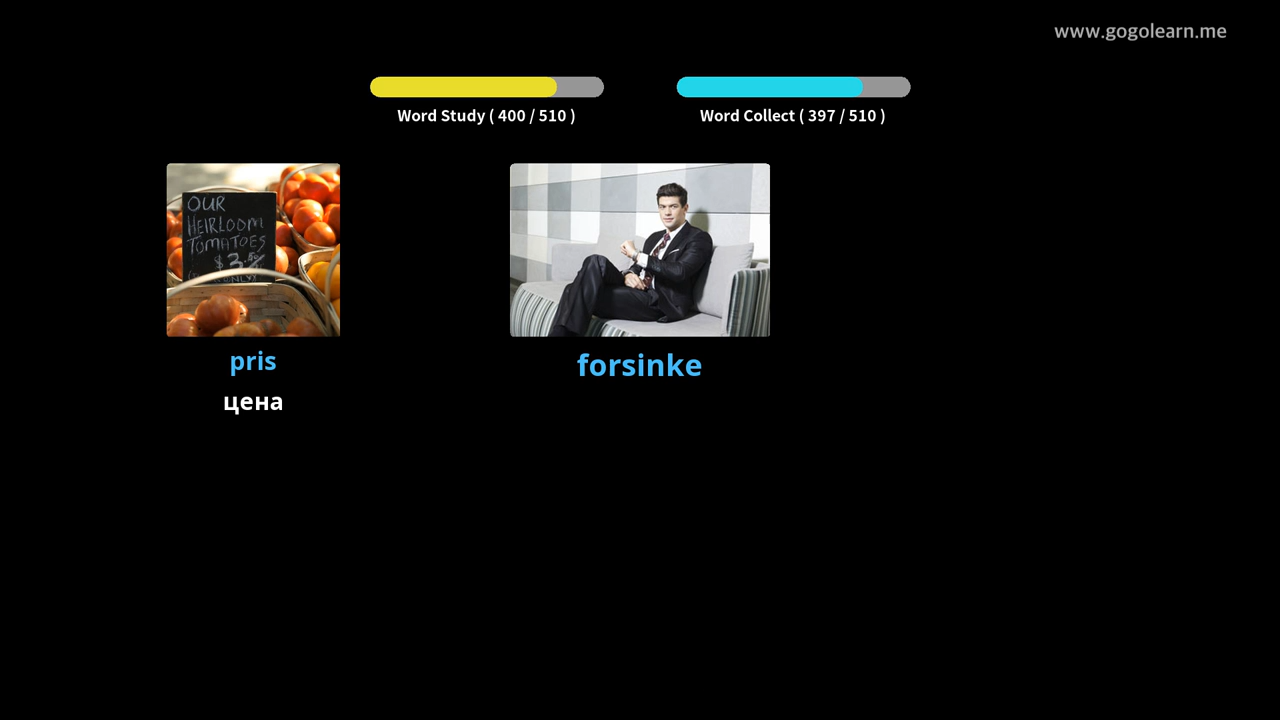 www.gogolearn.me
Word Study ( 400 / 510 )
Word Collect ( 397 / 510 )
OUR
HEIRLOOM
TOMATOES
pris
forsinke
цена